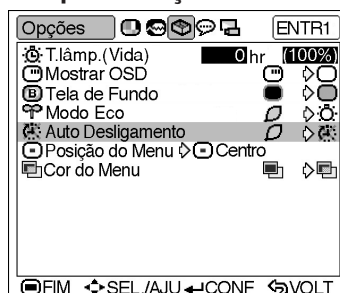 Opções ENTR1
T.lâmp.(Vida) 0 hr (100%)
Mostrar OSD
B Tela de Fundo
Modo Eco
Auto Desligamento
Posição do Menu Centro
Cor do Menu
FIM SEL./AJU CONF VOLT